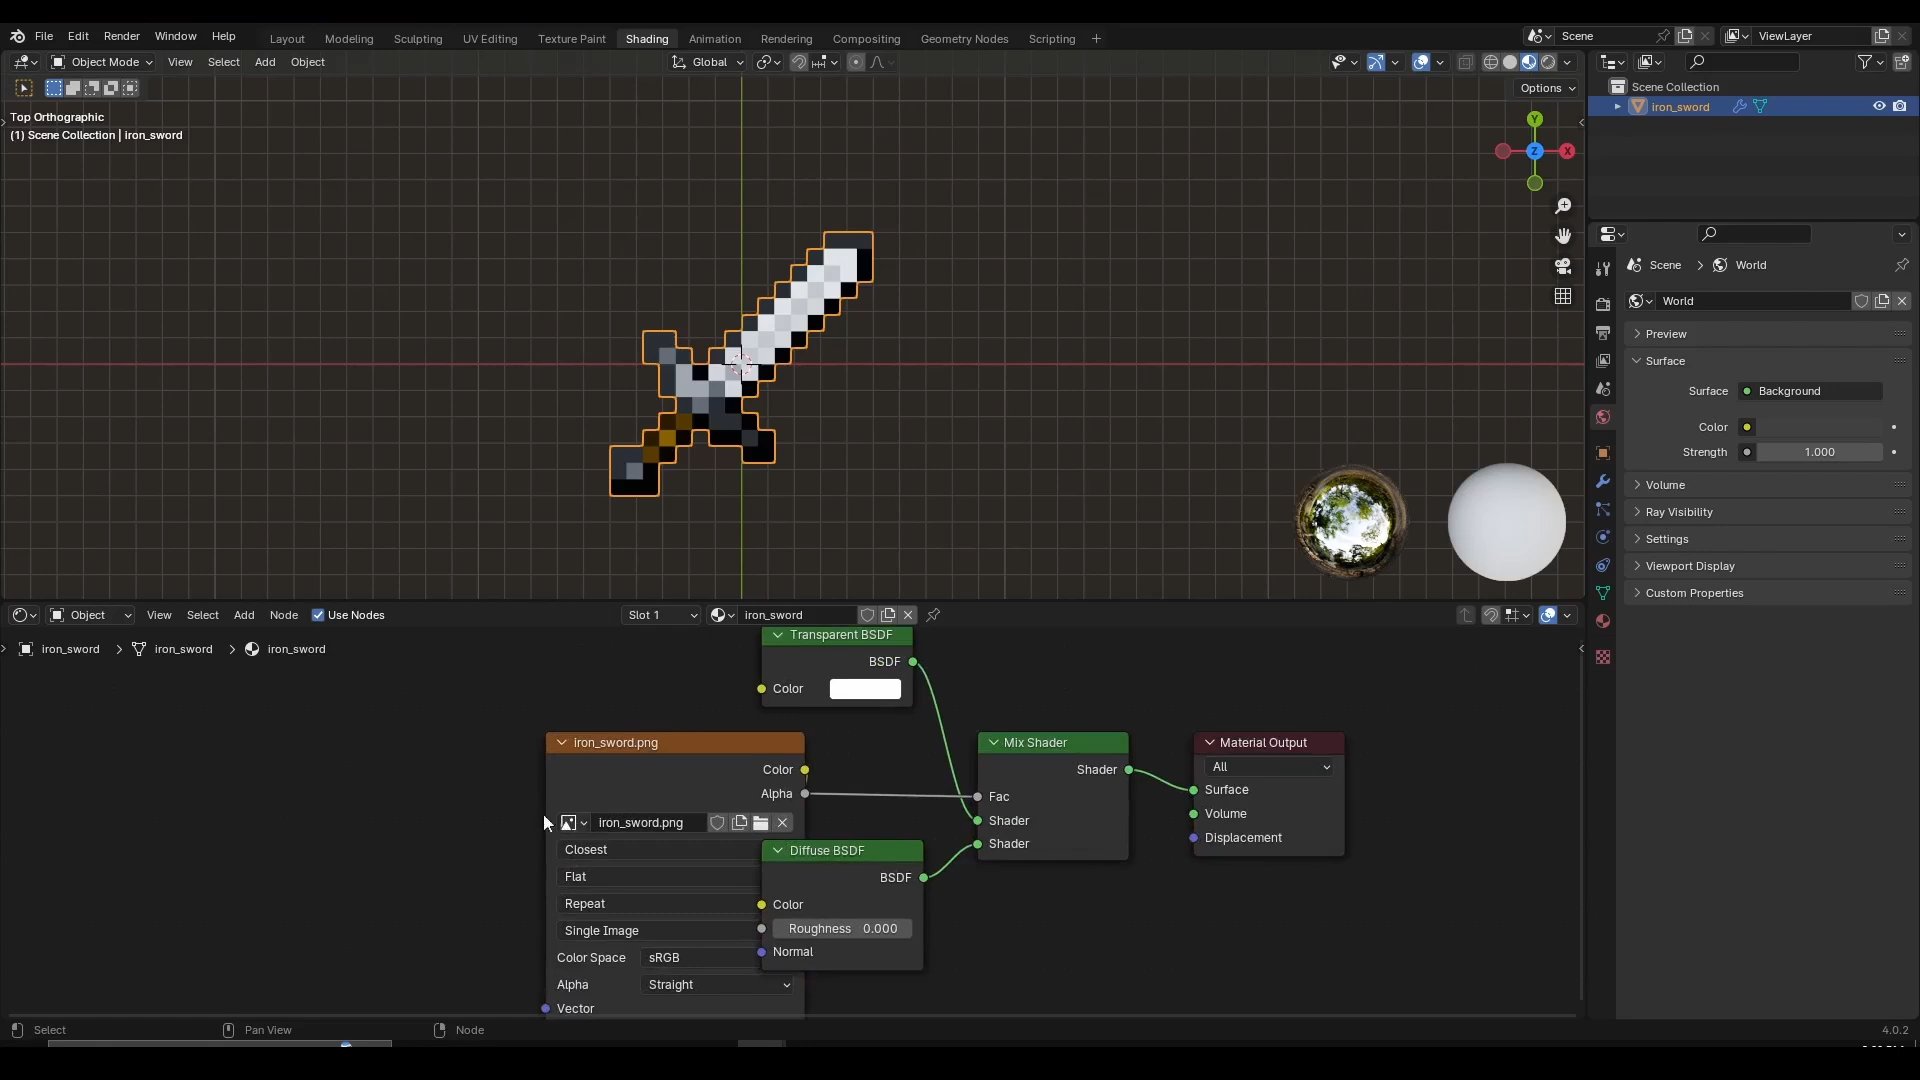 File Edit Render Window Help Layout Modeling Sculpting UV Editing Texture Paint Shading Animation Rendering Compositing Geometry Nodes Scripting + Scene ViewLayer
Object Mode View Select Add Object Global
Options
Top Orthographic
(1) Scene Collection | iron_sword
Y
Z
X
Scene Collection
iron_sword
Scene > World
World
Preview
Surface
Surface Background
Color
Strength 1.000
Volume
Ray Visibility
Settings
Viewport Display
Custom Properties
Object View Select Add Node Use Nodes Slot 1 iron_sword
iron_sword > iron_sword > iron_sword
Transparent BSDF
BSDF
Color
iron_sword.png
Color
Alpha
iron_sword.png
Closest
Flat
Repeat
Single Image
Color Space sRGB
Alpha Straight
Vector
Diffuse BSDF
BSDF
Color
Roughness 0.000
Normal
Mix Shader
Shader
Fac
Shader
Shader
Material Output
All
Surface
Volume
Displacement
Select Pan View Node 4.0.2